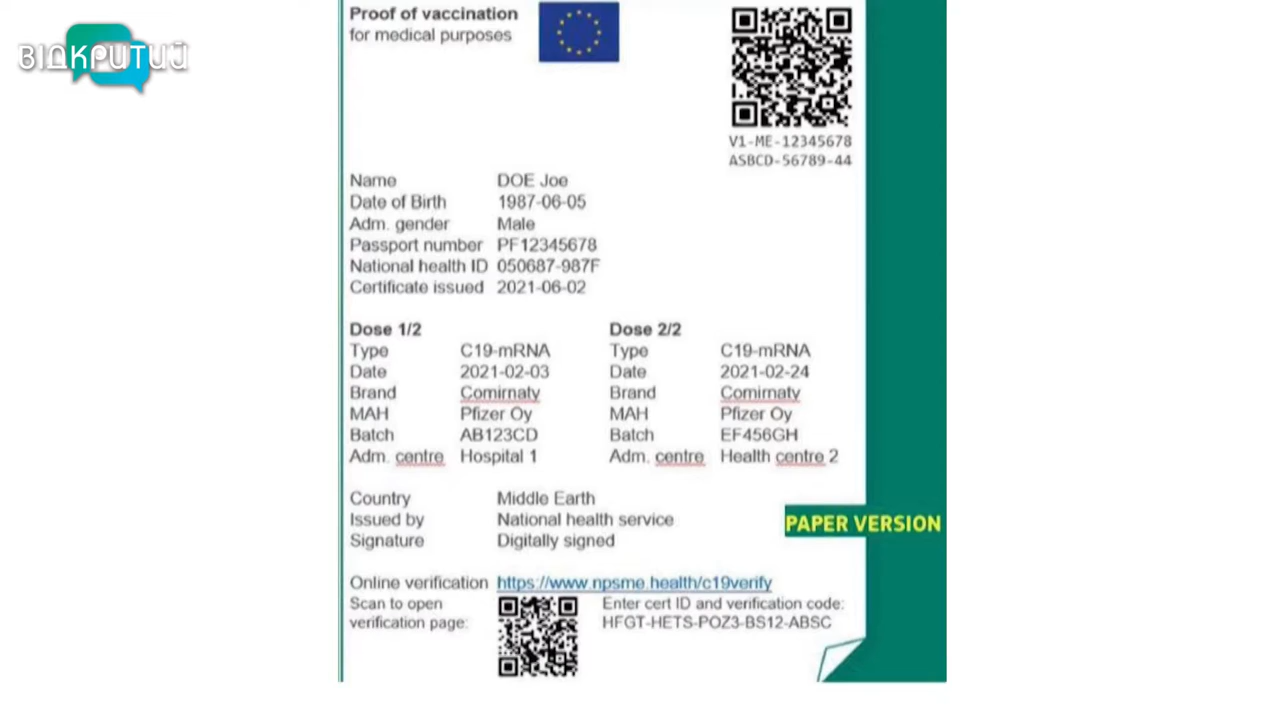 ВІДКРИТИЙ
Proof of vaccination
for medical purposes
V1-ME-12345678
ASBCD-56789-44
Name DOE Joe
Date of Birth 1987-06-05
Adm. gender Male
Passport number PF12345678
National health ID 050687-987F
Certificate issued 2021-06-02
Dose 1/2 Dose 2/2
Type C19-mRNA Type C19-mRNA
Date 2021-02-03 Date 2021-02-24
Brand Comirnaty Brand Comirnaty
MAH Pfizer Oy MAH Pfizer Oy
Batch AB123CD Batch EF456GH
Adm. centre Hospital 1 Adm. centre Health centre 2
Country Middle Earth
Issued by National health service
Signature Digitally signed
PAPER VERSION
Online verification https://www.npsme.health/c19verify
Scan to open
verification page:
Enter cert ID and verification code:
HFGT-HETS-POZ3-BS12-ABSC